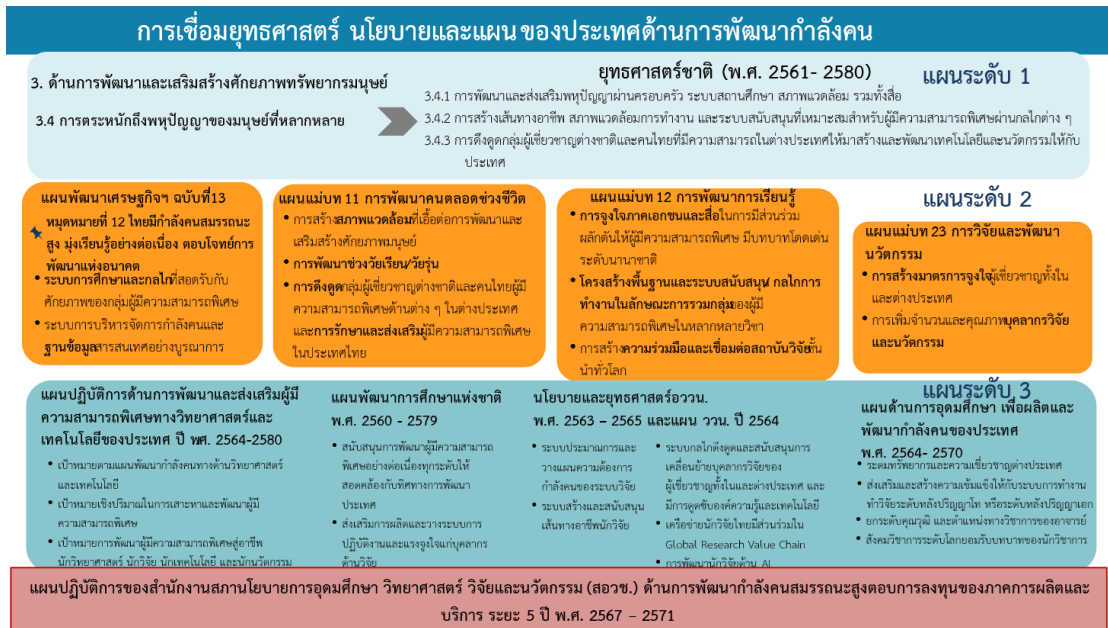 การเชื่อมยุทธศาสตร์ นโยบายและแผนของประเทศด้านการพัฒนากำลังคน
3. ด้านการพัฒนาและเสริมสร้างศักยภาพทรัพยากรมนุษย์
3.4 การตระหนักถึงพหุปัญญาของมนุษย์ที่หลากหลาย
ยุทธศาสตร์ชาติ (พ.ศ. 2561- 2580)
แผนระดับ 1
3.4.1 การพัฒนาและส่งเสริมพหุปัญญาผ่านครอบครัว ระบบสถานศึกษา สภาพแวดล้อม รวมทั้งสื่อ
3.4.2 การสร้างเส้นทางอาชีพ สภาพแวดล้อมการทำงาน และระบบสนับสนุนที่เหมาะสมสำหรับผู้มีความสามารถพิเศษผ่านกลไกต่าง ๆ
3.4.3 การดึงดูดกลุ่มผู้เชี่ยวชาญต่างชาติและคนไทยที่มีความสามารถในต่างประเทศให้มาสร้างและพัฒนาเทคโนโลยีและนวัตกรรมให้กับ
ประเทศ
แผนระดับ 2
แผนพัฒนาเศรษฐกิจฯ ฉบับที่13
หมุดหมายที่ 12 ไทยมีกำลังคนสมรรถนะ
สูง มุ่งเรียนรู้อย่างต่อเนื่อง ตอบโจทย์การ
พัฒนาแห่งอนาคต
• ระบบการศึกษาและกลไกที่สอดรับกับ
ศักยภาพของกลุ่มผู้มีความสามารถพิเศษ
• ระบบการบริหารจัดการกำลังคนและ
ฐานข้อมูลสารสนเทศอย่างบูรณาการ
แผนแม่บท 11 การพัฒนาคนตลอดช่วงชีวิต
• การสร้างสภาพแวดล้อมที่เอื้อต่อการพัฒนาและ
เสริมสร้างศักยภาพมนุษย์
• การพัฒนาช่วงวัยเรียน/วัยรุ่น
• การดึงดูดกลุ่มผู้เชี่ยวชาญต่างชาติและคนไทยผู้มี
ความสามารถพิเศษด้านต่าง ๆ ในต่างประเทศ
และการรักษาและส่งเสริมผู้มีความสามารถพิเศษ
ในประเทศไทย
แผนแม่บท 12 การพัฒนาการเรียนรู้
• การจูงใจภาคเอกชนและสื่อในการมีส่วนร่วม
ผลักดันให้ผู้มีความสามารถพิเศษ มีบทบาทโดดเด่น
ระดับนานาชาติ
• โครงสร้างพื้นฐานและระบบสนับสนุน/ กลไกการ
ทำงานในลักษณะการรวมกลุ่มของผู้มี
ความสามารถพิเศษในหลากหลายวิชา
• การสร้างความร่วมมือและเชื่อมต่อสถาบันวิจัยชั้น
นำทั่วโลก
แผนแม่บท 23 การวิจัยและพัฒนา
นวัตกรรม
• การสร้างมาตรการจูงใจผู้เชี่ยวชาญทั้งใน
และต่างประเทศ
• การเพิ่มจำนวนและคุณภาพบุคลากรวิจัย
และนวัตกรรม
แผนระดับ 3
แผนปฏิบัติการด้านการพัฒนาและส่งเสริมผู้มี
ความสามารถพิเศษทางวิทยาศาสตร์และ
เทคโนโลยีของประเทศ ปี พศ. 2564-2580
• เป้าหมายตามแผนพัฒนากำลังคนทางด้านวิทยาศาสตร์
และเทคโนโลยี
• เป้าหมายเชิงปริมาณในการเสาะหาและพัฒนาผู้มี
ความสามารถพิเศษ
• เป้าหมายการพัฒนาผู้มีความสามารถพิเศษสู่อาชีพ
นักวิทยาศาสตร์ นักวิจัย นักเทคโนโลยี และนักนวัตกรรม
แผนพัฒนาการศึกษาแห่งชาติ
พ.ศ. 2560 - 2579
• สนับสนุนการพัฒนาผู้มีความสามารถ
พิเศษอย่างต่อเนื่องทุกระดับให้
สอดคล้องกับทิศทางการพัฒนา
ประเทศ
• ส่งเสริมการผลิตและวางระบบการ
ปฏิบัติงานและแรงจูงใจแก่บุคลากร
ด้านวิจัย
นโยบายและยุทธศาสตร์อววน.
พ.ศ. 2563 – 2565 และแผน ววน. ปี 2564
• ระบบประมาณการและ
วางแผนความต้องการ
กำลังคนของระบบวิจัย
• ระบบสร้างและสนับสนุน
เส้นทางอาชีพนักวิจัย
• ระบบกลไกดึงดูดและสนับสนุนการ
เคลื่อนย้ายบุคลากรวิจัยของ
ผู้เชี่ยวชาญทั้งในและต่างประเทศ และ
มีการดูดซับองค์ความรู้และเทคโนโลยี
• เครือข่ายนักวิจัยไทยมีส่วนร่วมใน
Global Research Value Chain
• การพัฒนานักวิจัยด้าน AI
แผนด้านการอุดมศึกษา เพื่อผลิตและ
พัฒนากำลังคนของประเทศ
พ.ศ. 2564- 2570
• ระดมทรัพยากรและความเชี่ยวชาญต่างประเทศ
• ส่งเสริมและสร้างความเข้มแข็งให้กับระบบการทำงาน
ทำวิจัยระดับหลังปริญญาโท หรือระดับหลังปริญญาเอก
• ยกระดับคุณวุฒิ และตำแหน่งทางวิชาการของอาจารย์
• สังคมวิชาการระดับโลกยอมรับบทบาทของนักวิชาการ
แผนปฏิบัติการของสำนักงานสภานโยบายการอุดมศึกษา วิทยาศาสตร์ วิจัยและนวัตกรรม (สอวช.) ด้านการพัฒนากำลังคนสมรรถนะสูงตอบการลงทุนของภาคการผลิตและ
บริการ ระยะ 5 ปี พ.ศ. 2567 – 2571